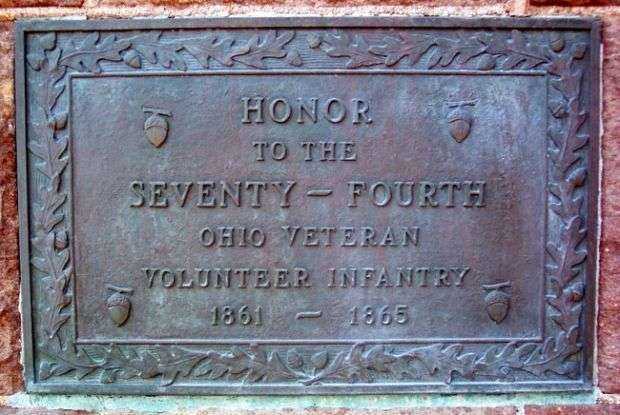 HONOR
TO THE
SEVENTY – FOURTH
OHIO VETERAN
VOLUNTEER INFANTRY
1861 – 1865